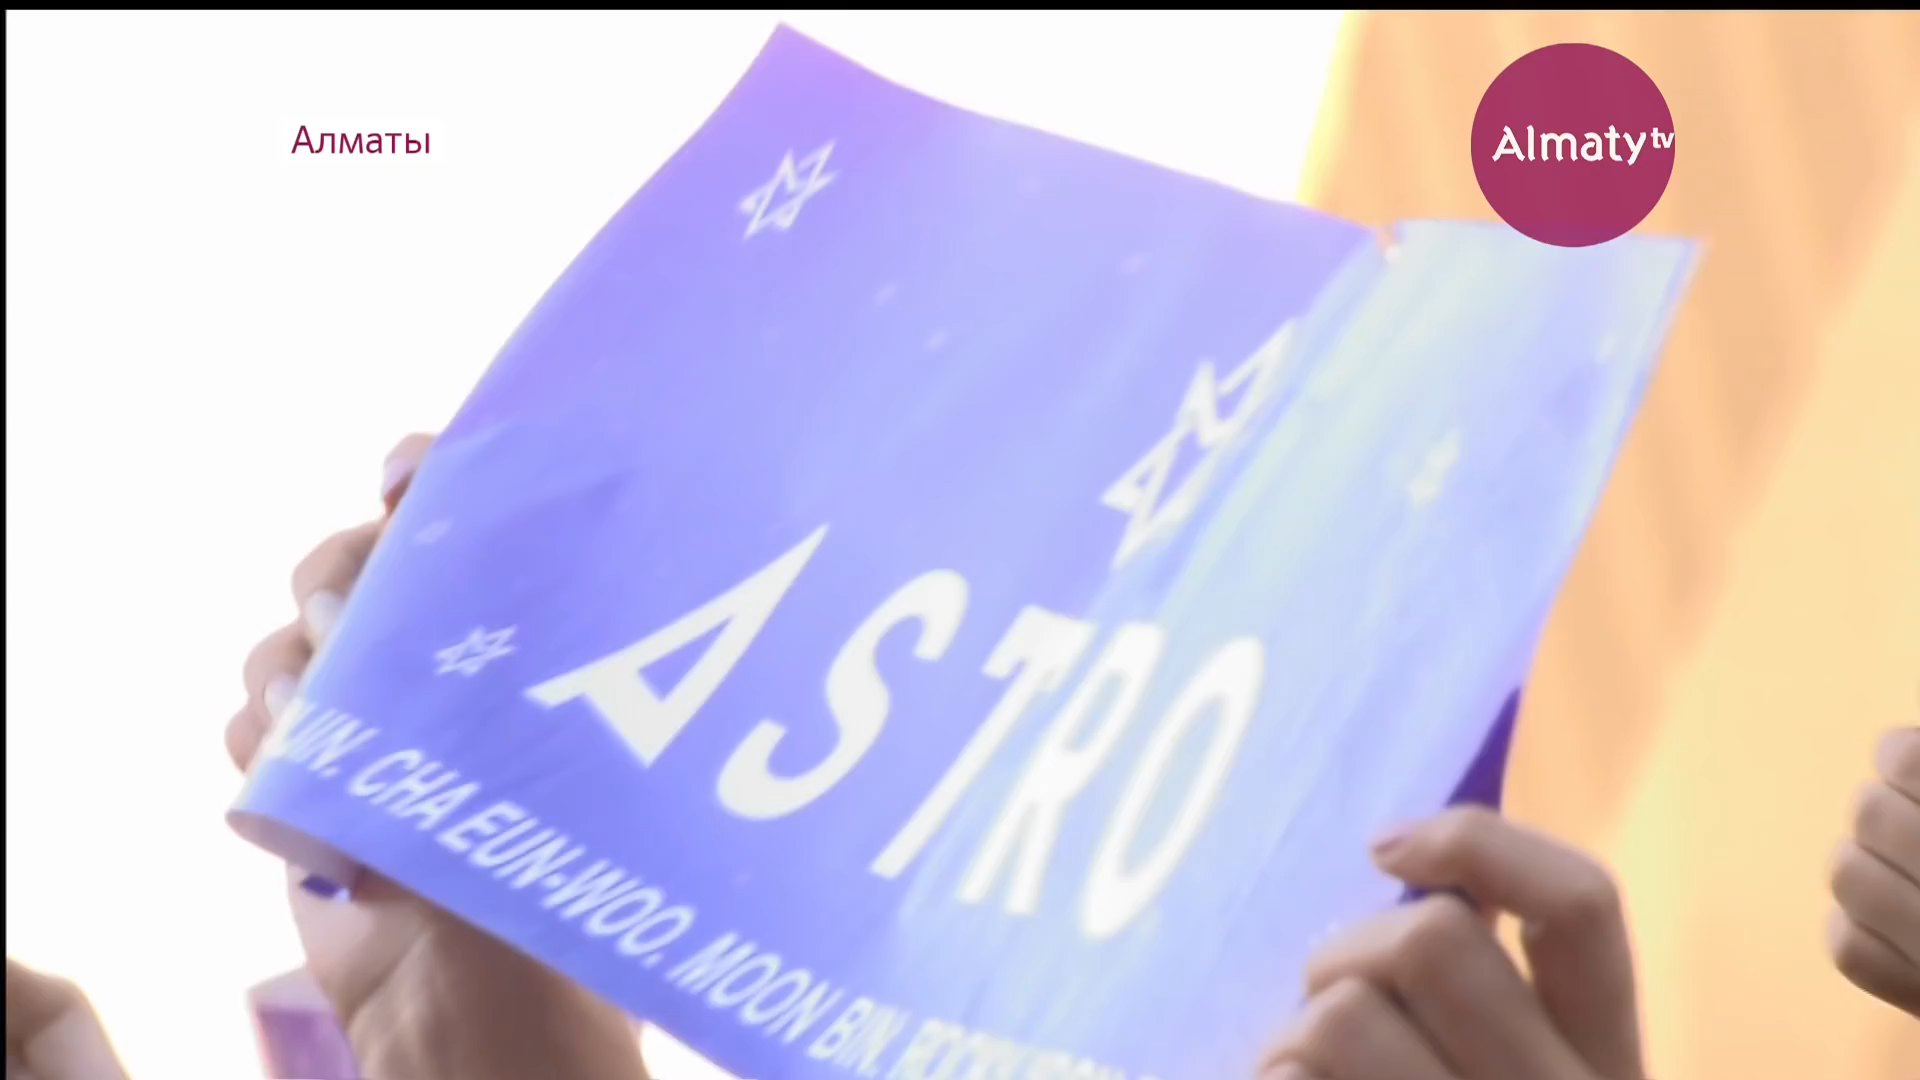 Алматы
Almaty tv
ASTRO
CHA EUN-WOO. MOON BIN.